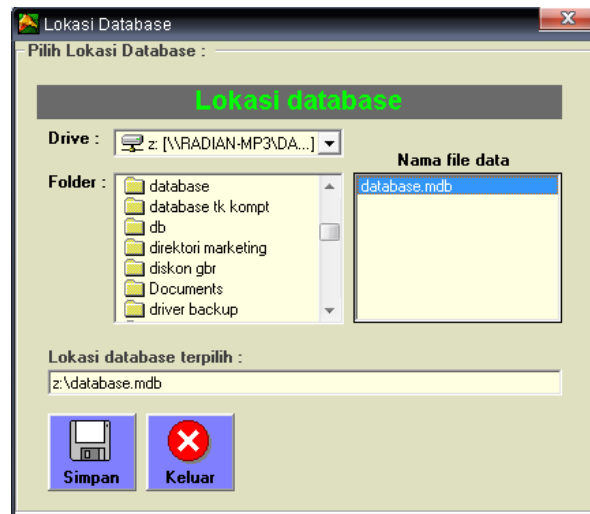 Lokasi Database
Pilih Lokasi Database :
Lokasi database
Drive :
z: [\\RADIAN-MP3\DA...]
Nama file data
Folder :
database
database tk kompt
db
direktori marketing
diskon gbr
Documents
driver backup
database.mdb
Lokasi database terpilih :
z:\database.mdb
Simpan
Keluar